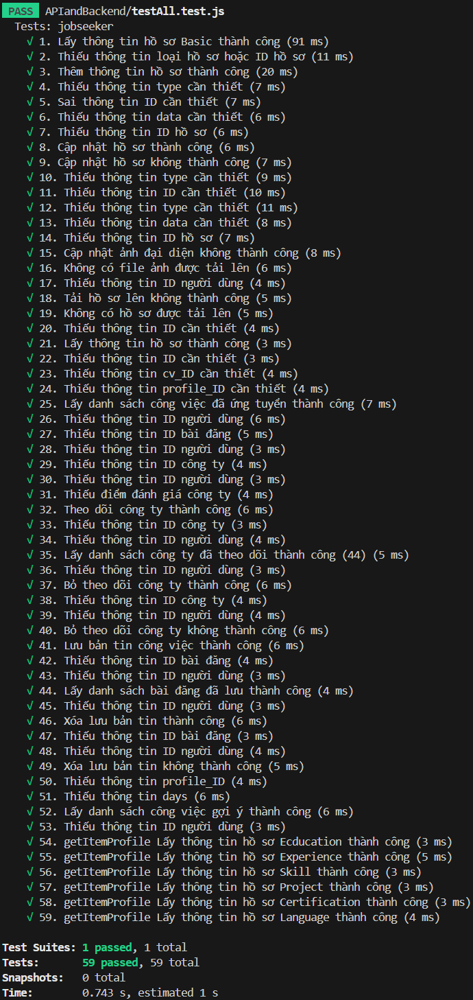 PASS APIandBackend/testAll.test.js
Tests: jobseeker
√ 1. Lấy thông tin hồ sơ Basic thành công (91 ms)
√ 2. Thiếu thông tin loại hồ sơ hoặc ID hồ sơ (11 ms)
√ 3. Thêm thông tin hồ sơ thành công (20 ms)
√ 4. Thiếu thông tin type cần thiết (7 ms)
√ 5. Sai thông tin ID cần thiết (7 ms)
√ 6. Thiếu thông tin data cần thiết (6 ms)
√ 7. Thiếu thông tin ID hồ sơ (6 ms)
√ 8. Cập nhật hồ sơ thành công (6 ms)
√ 9. Cập nhật hồ sơ không thành công (7 ms)
√ 10. Thiếu thông tin type cần thiết (9 ms)
√ 11. Thiếu thông tin ID cần thiết (10 ms)
√ 12. Thiếu thông tin type cần thiết (11 ms)
√ 13. Thiếu thông tin data cần thiết (8 ms)
√ 14. Thiếu thông tin ID hồ sơ (7 ms)
√ 15. Cập nhật ảnh đại diện không thành công (8 ms)
√ 16. Không có file ảnh được tải lên (6 ms)
√ 17. Thiếu thông tin ID người dùng (4 ms)
√ 18. Tải hồ sơ lên không thành công (5 ms)
√ 19. Không có hồ sơ được tải lên (5 ms)
√ 20. Thiếu thông tin ID cần thiết (4 ms)
√ 21. Lấy thông tin hồ sơ thành công (3 ms)
√ 22. Thiếu thông tin ID cần thiết (3 ms)
√ 23. Thiếu thông tin cv_ID cần thiết (4 ms)
√ 24. Thiếu thông tin profile_ID cần thiết (4 ms)
√ 25. Lấy danh sách công việc đã ứng tuyển thành công (7 ms)
√ 26. Thiếu thông tin ID người dùng (6 ms)
√ 27. Thiếu thông tin ID bài đăng (5 ms)
√ 28. Thiếu thông tin ID người dùng (3 ms)
√ 29. Thiếu thông tin ID công ty (4 ms)
√ 30. Thiếu thông tin ID người dùng (3 ms)
√ 31. Thiếu điểm đánh giá công ty (4 ms)
√ 32. Theo dõi công ty thành công (6 ms)
√ 33. Thiếu thông tin ID công ty (3 ms)
√ 34. Thiếu thông tin ID người dùng (4 ms)
√ 35. Lấy danh sách công ty đã theo dõi thành công (44) (5 ms)
√ 36. Thiếu thông tin ID người dùng (3 ms)
√ 37. Bỏ theo dõi công ty thành công (6 ms)
√ 38. Thiếu thông tin ID công ty (4 ms)
√ 39. Thiếu thông tin ID người dùng (4 ms)
√ 40. Bỏ theo dõi công ty không thành công (6 ms)
√ 41. Lưu bản tin công việc thành công (6 ms)
√ 42. Thiếu thông tin ID bài đăng (4 ms)
√ 43. Thiếu thông tin ID người dùng (3 ms)
√ 44. Lấy danh sách bài đăng đã lưu thành công (4 ms)
√ 45. Thiếu thông tin ID người dùng (3 ms)
√ 46. Xóa lưu bản tin thành công (6 ms)
√ 47. Thiếu thông tin ID bài đăng (3 ms)
√ 48. Thiếu thông tin ID người dùng (4 ms)
√ 49. Xóa lưu bản tin không thành công (5 ms)
√ 50. Thiếu thông tin profile_ID (4 ms)
√ 51. Thiếu thông tin days (6 ms)
√ 52. Lấy danh sách công việc gợi ý thành công (6 ms)
√ 53. Thiếu thông tin ID người dùng (3 ms)
√ 54. getItemProfile Lấy thông tin hồ sơ Ecducation thành công (3 ms)
√ 55. getItemProfile Lấy thông tin hồ sơ Experience thành công (5 ms)
√ 56. getItemProfile Lấy thông tin hồ sơ Skill thành công (3 ms)
√ 57. getItemProfile Lấy thông tin hồ sơ Project thành công (3 ms)
√ 58. getItemProfile Lấy thông tin hồ sơ Certification thành công (3 ms)
√ 59. getItemProfile Lấy thông tin hồ sơ Language thành công (4 ms)
Test Suites: 1 passed, 1 total
Tests: 59 passed, 59 total
Snapshots: 0 total
Time: 0.743 s, estimated 1 s